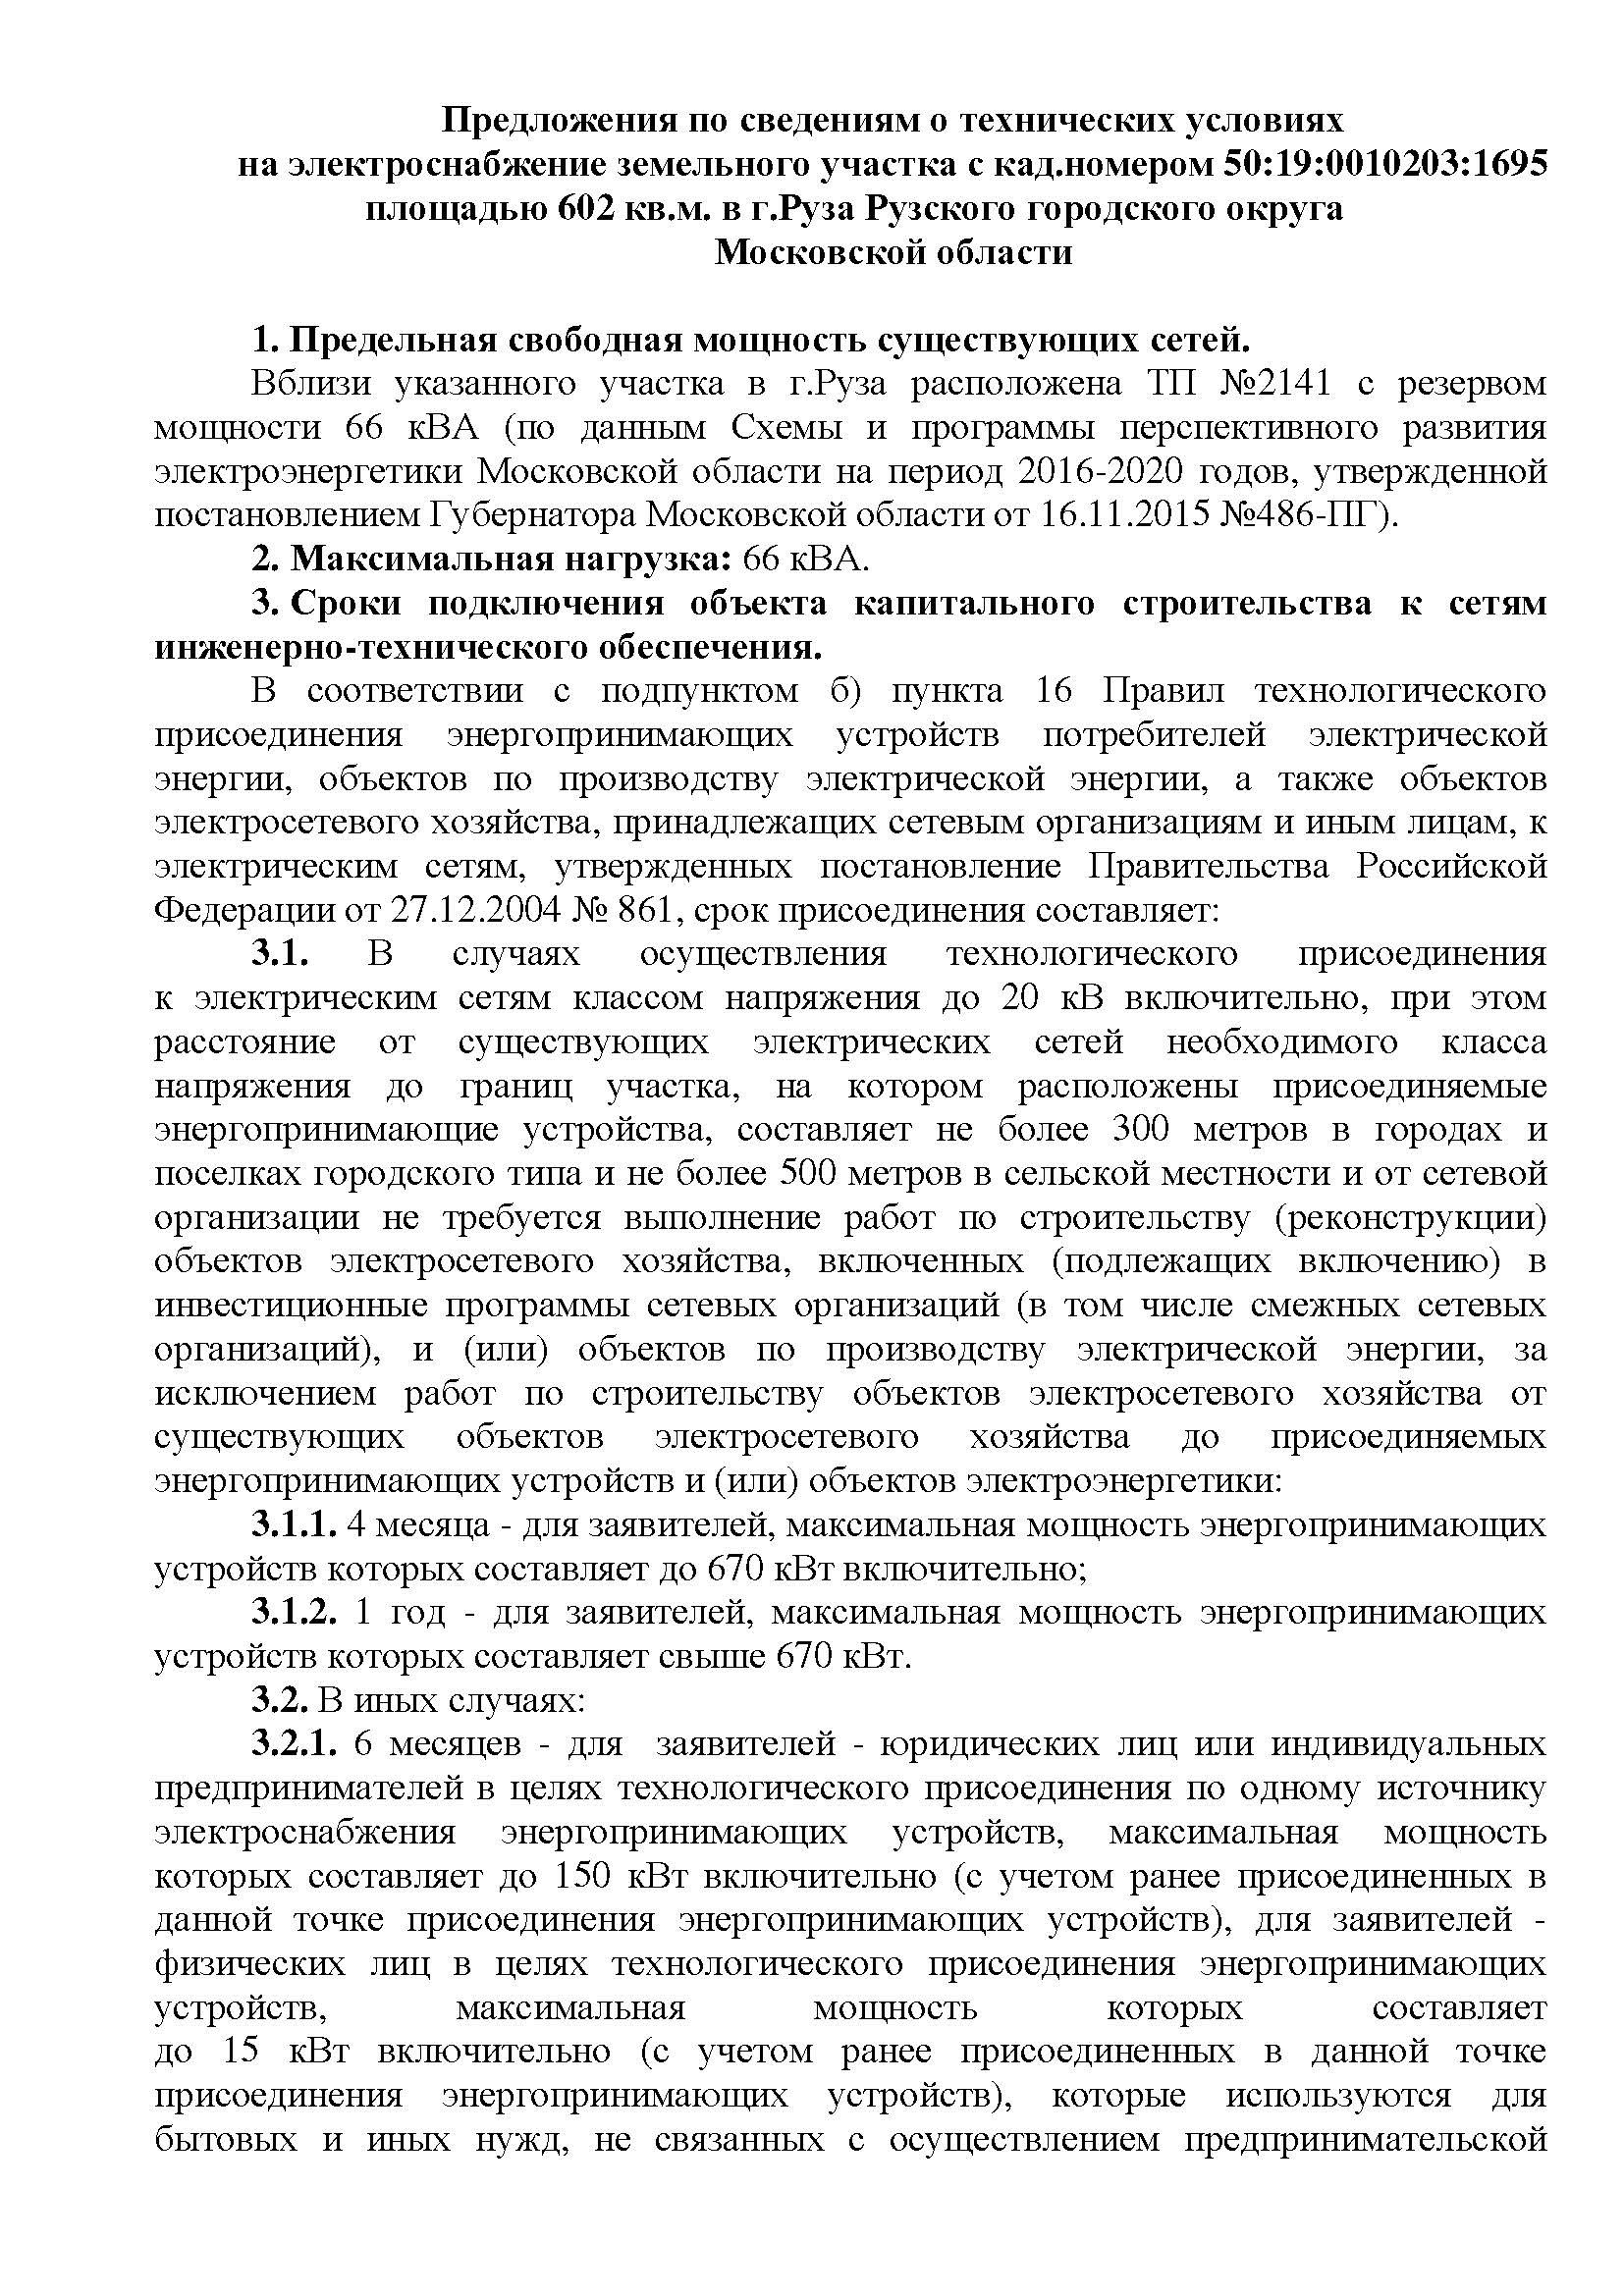 Предложения по сведениям о технических условиях
на электроснабжение земельного участка с кад.номером 50:19:0010203:1695
площадью 602 кв.м. в г.Руза Рузского городского округа
Московской области
1. Предельная свободная мощность существующих сетей.
Вблизи указанного участка в г.Руза расположена ТП №2141 с резервом
мощности 66 кВА (по данным Схемы и программы перспективного развития
электроэнергетики Московской области на период 2016-2020 годов, утвержденной
постановлением Губернатора Московской области от 16.11.2015 №486-ПГ).
2. Максимальная нагрузка: 66 кВА.
3. Сроки подключения объекта капитального строительства к сетям
инженерно-технического обеспечения.
В соответствии с подпунктом б) пункта 16 Правил технологического
присоединения энергопринимающих устройств потребителей электрической
энергии, объектов по производству электрической энергии, а также объектов
электросетевого хозяйства, принадлежащих сетевым организациям и иным лицам, к
электрическим сетям, утвержденных постановление Правительства Российской
Федерации от 27.12.2004 № 861, срок присоединения составляет:
3.1. В случаях осуществления технологического присоединения
к электрическим сетям классом напряжения до 20 кВ включительно, при этом
расстояние от существующих электрических сетей необходимого класса
напряжения до границ участка, на котором расположены присоединяемые
энергопринимающие устройства, составляет не более 300 метров в городах и
поселках городского типа и не более 500 метров в сельской местности и от сетевой
организации не требуется выполнение работ по строительству (реконструкции)
объектов электросетевого хозяйства, включенных (подлежащих включению) в
инвестиционные программы сетевых организаций (в том числе смежных сетевых
организаций), и (или) объектов по производству электрической энергии, за
исключением работ по строительству объектов электросетевого хозяйства от
существующих объектов электросетевого хозяйства до присоединяемых
энергопринимающих устройств и (или) объектов электроэнергетики:
3.1.1. 4 месяца - для заявителей, максимальная мощность энергопринимающих
устройств которых составляет до 670 кВт включительно;
3.1.2. 1 год - для заявителей, максимальная мощность энергопринимающих
устройств которых составляет свыше 670 кВт.
3.2. В иных случаях:
3.2.1. 6 месяцев - для заявителей - юридических лиц или индивидуальных
предпринимателей в целях технологического присоединения по одному источнику
электроснабжения энергопринимающих устройств, максимальная мощность
которых составляет до 150 кВт включительно (с учетом ранее присоединенных в
данной точке присоединения энергопринимающих устройств), для заявителей -
физических лиц в целях технологического присоединения энергопринимающих
устройств, максимальная мощность которых составляет
до 15 кВт включительно (с учетом ранее присоединенных в данной точке
присоединения энергопринимающих устройств), которые используются для
бытовых и иных нужд, не связанных с осуществлением предпринимательской